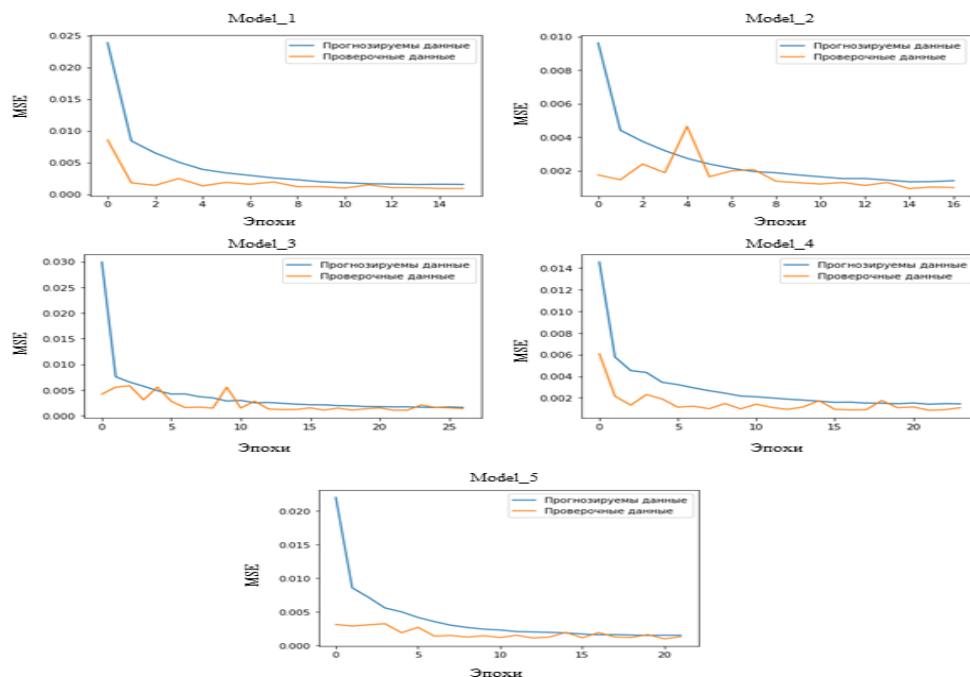 Model_1
0.025
0.020
0.015
0.010
0.005
0.000
MSE
Прогнозируемы данные
Проверочные данные
0 2 4 6 8 10 12 14
Эпохи
Model_2
0.010
0.008
0.006
0.004
0.002
MSE
Прогнозируемы данные
Проверочные данные
0 2 4 6 8 10 12 14 16
Эпохи
Model_3
0.030
0.025
0.020
0.015
0.010
0.005
0.000
MSE
Прогнозируемы данные
Проверочные данные
0 5 10 15 20 25
Эпохи
Model_4
0.014
0.012
0.010
0.008
0.006
0.004
0.002
MSE
Прогнозируемы данные
Проверочные данные
0 5 10 15 20
Эпохи
Model_5
0.020
0.015
0.010
0.005
0.000
MSE
Прогнозируемы данные
Проверочные данные
0 5 10 15 20
Эпохи